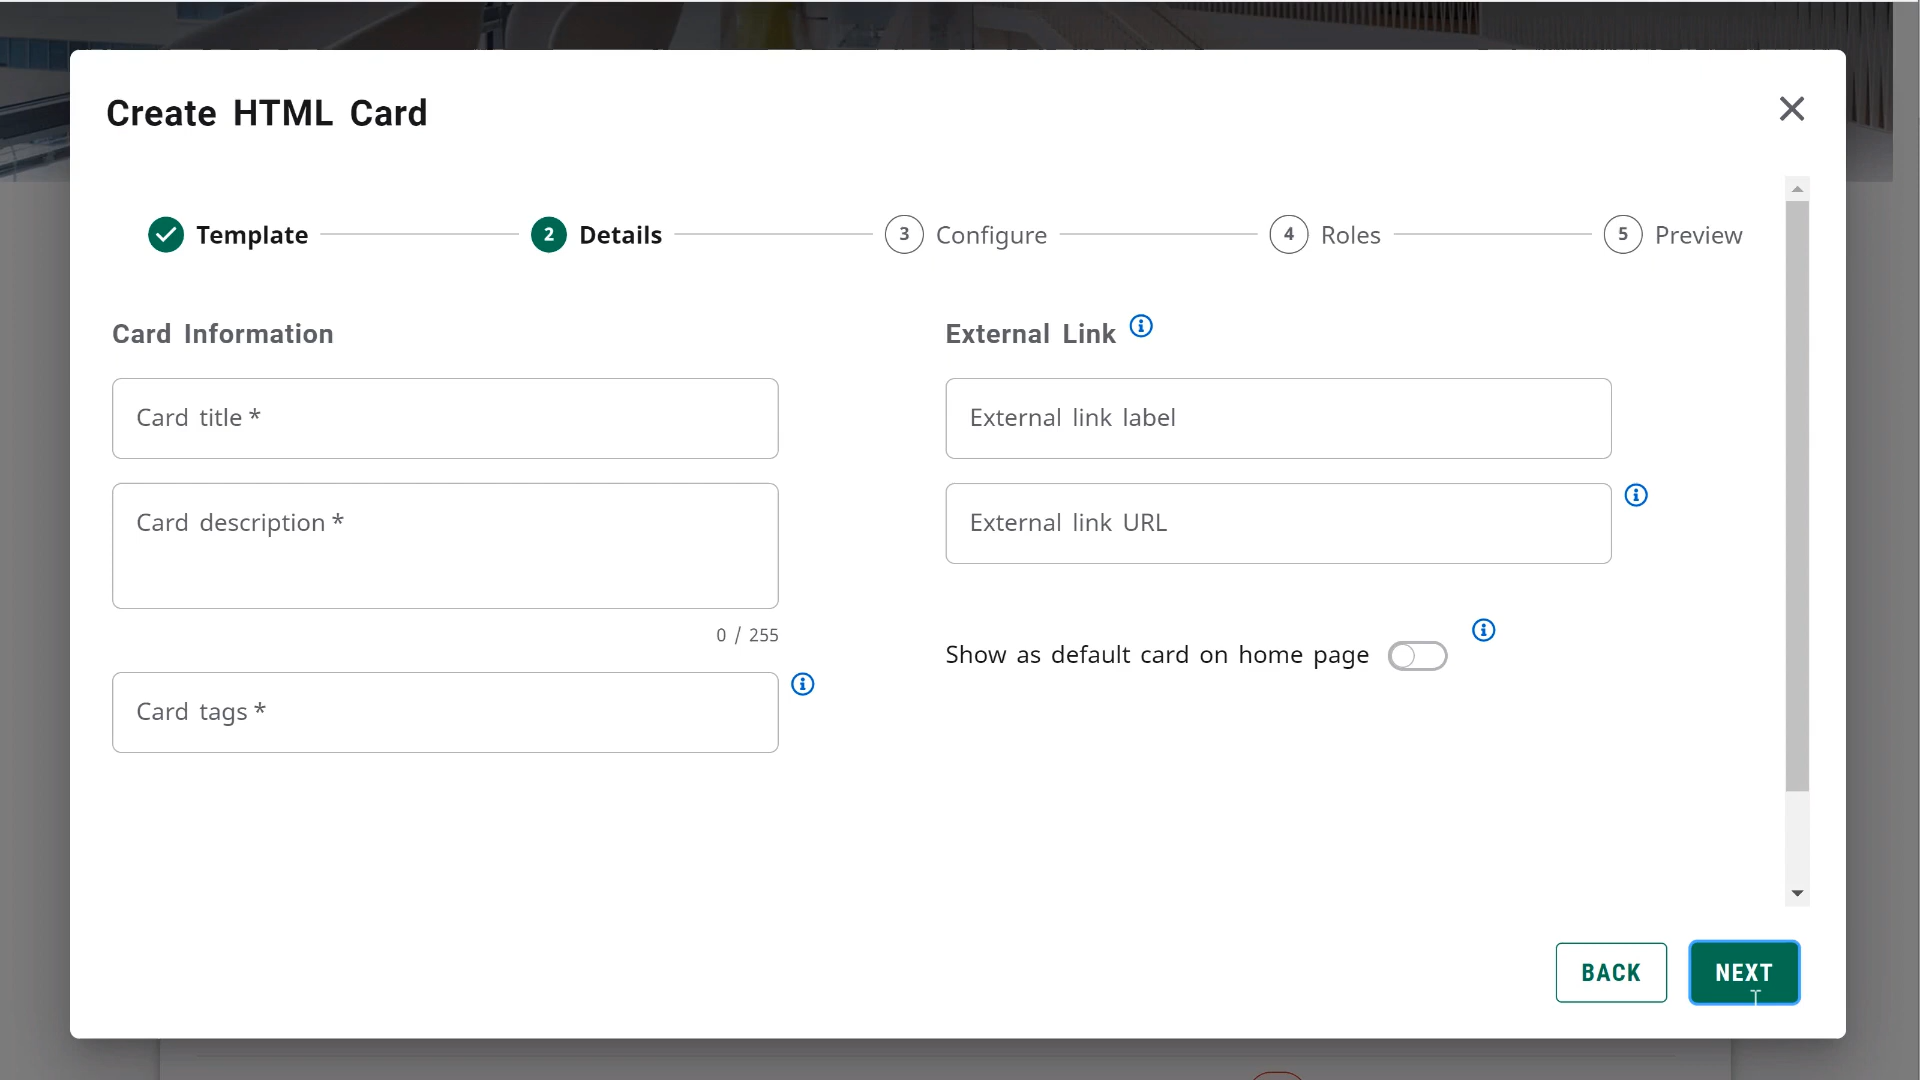 Create HTML Card
Template
2 Details
3 Configure
4 Roles
5 Preview
Card Information
Card title *
Card description *
0 / 255
Card tags *
External Link
External link label
External link URL
Show as default card on home page
BACK
NEXT